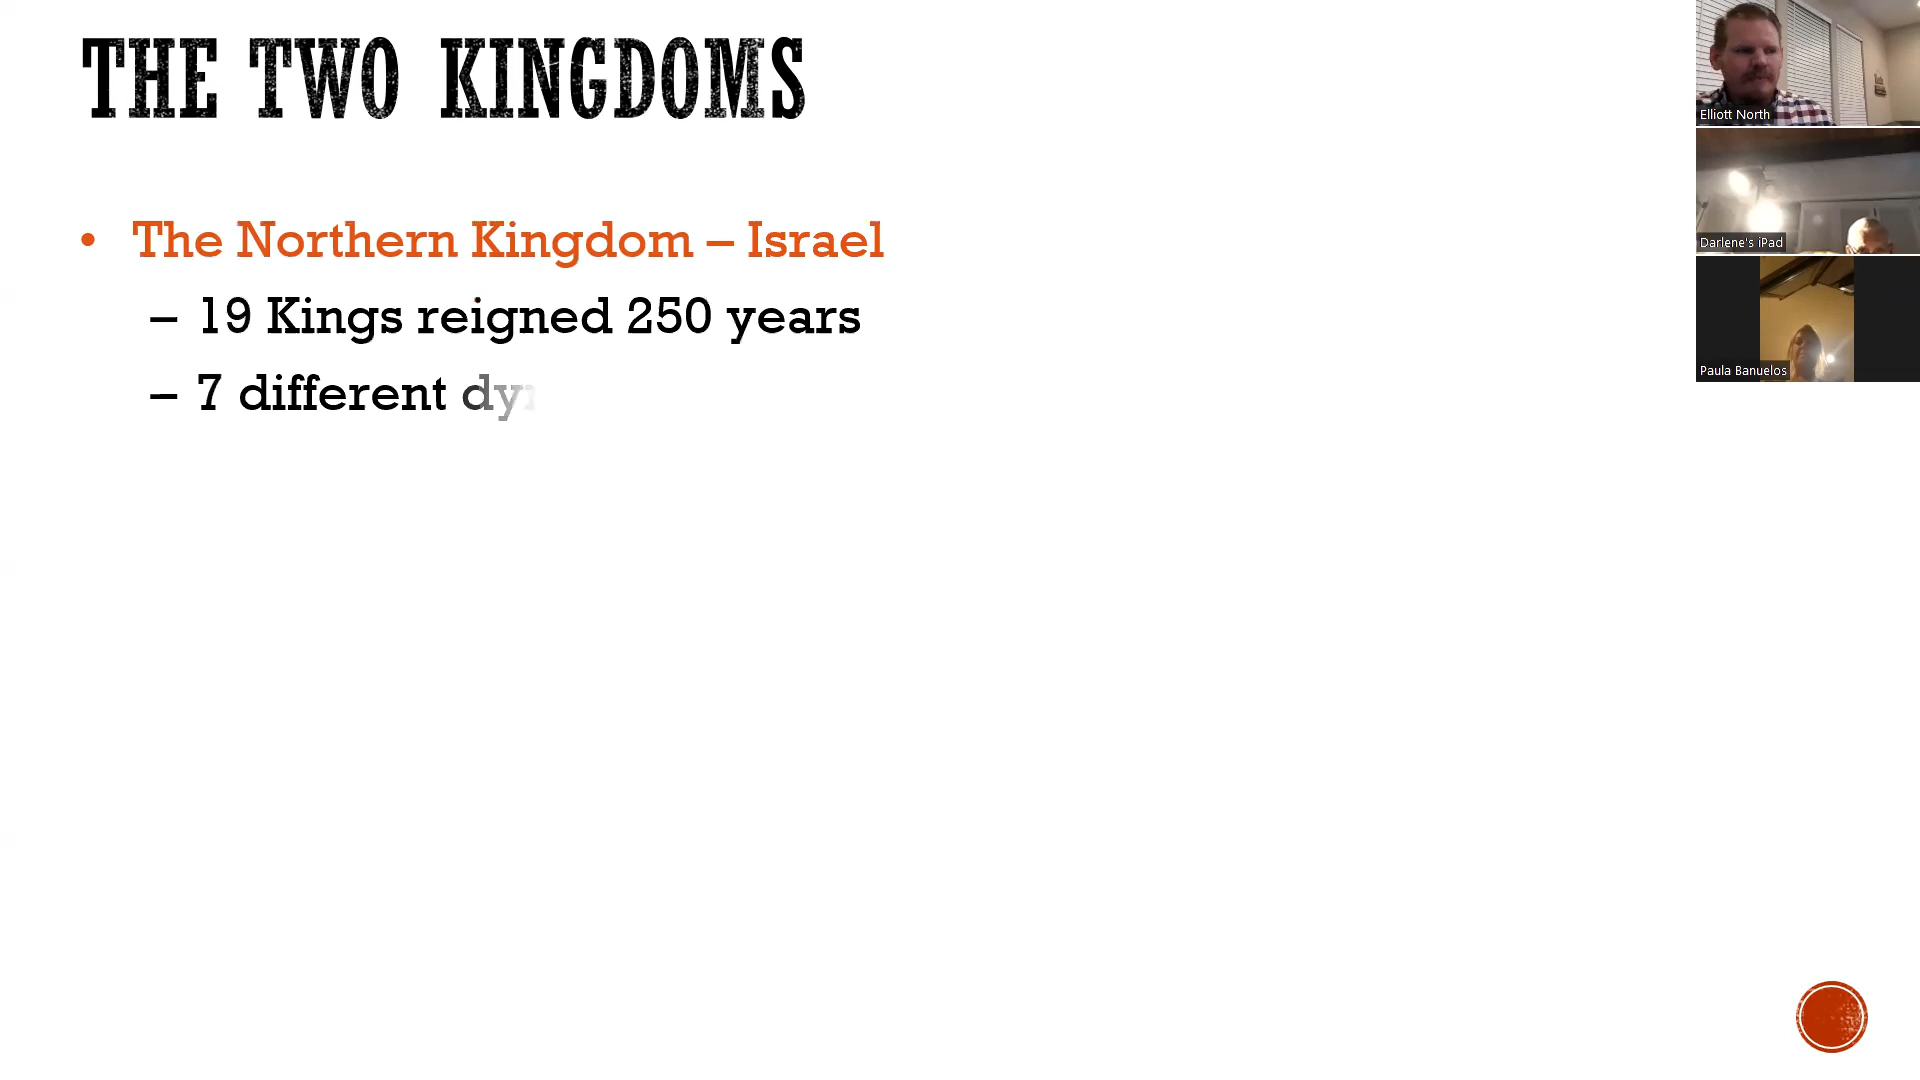 THE TWO KINGDOMS
• The Northern Kingdom – Israel
– 19 Kings reigned 250 years
– 7 different
Elliott North
Darlene's iPad
Paula Banuelos